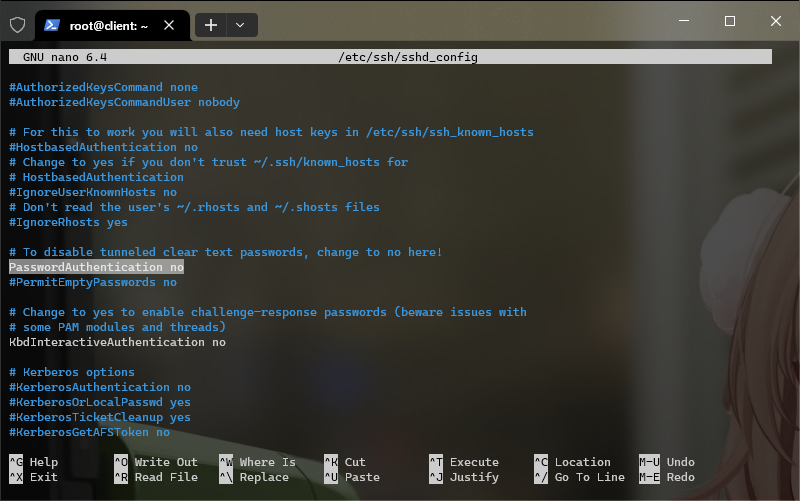 root@client: ~
GNU nano 6.4 /etc/ssh/sshd_config
#AuthorizedKeysCommand none
#AuthorizedKeysCommandUser nobody
# For this to work you will also need host keys in /etc/ssh/ssh_known_hosts
#HostbasedAuthentication no
# Change to yes if you don't trust ~/.ssh/known_hosts for
# HostbasedAuthentication
#IgnoreUserKnownHosts no
# Don't read the user's ~/.rhosts and ~/.shosts files
#IgnoreRhosts yes
# To disable tunneled clear text passwords, change to no here!
PasswordAuthentication no
#PermitEmptyPasswords no
# Change to yes to enable challenge-response passwords (beware issues with
# some PAM modules and threads)
KbdInteractiveAuthentication no
# Kerberos options
#KerberosAuthentication no
#KerberosOrLocalPasswd yes
#KerberosTicketCleanup yes
#KerberosGetAFSToken no
^G Help ^O Write Out ^W Where Is ^K Cut ^T Execute ^C Location M-U Undo
^X Exit ^R Read File ^\ Replace ^U Paste ^J Justify ^/ Go To Line M-E Redo